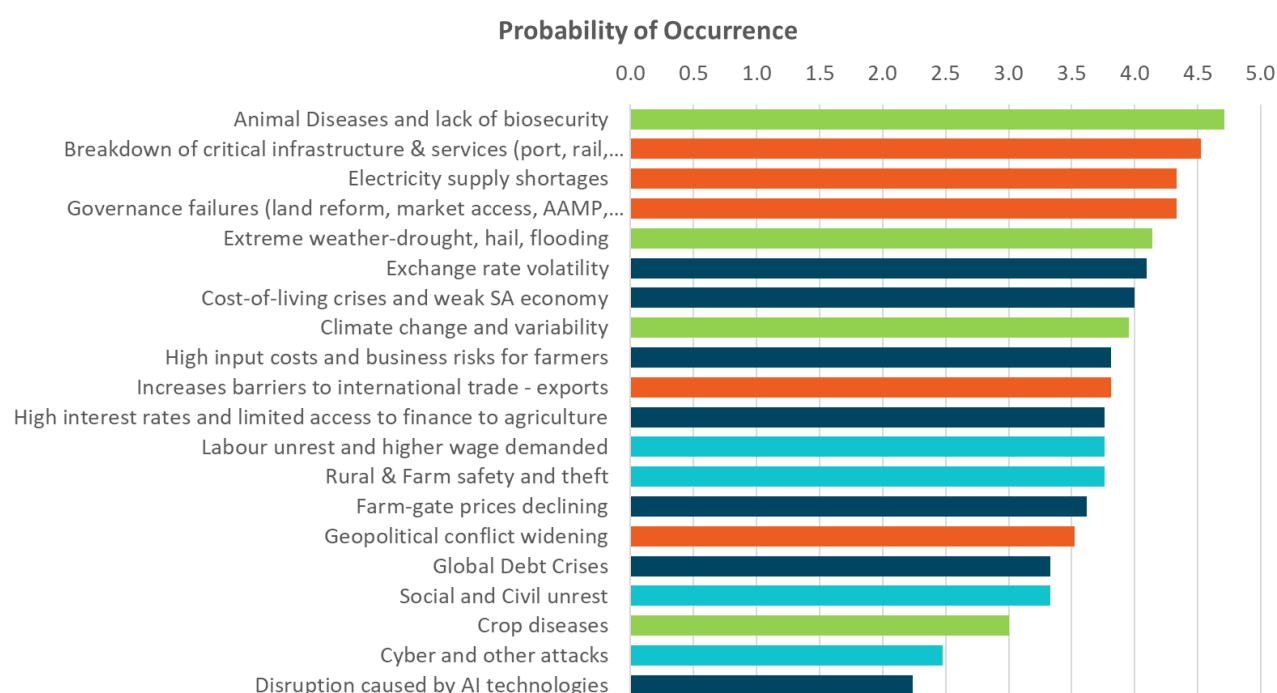 Probability of Occurrence
0.0 0.5 1.0 1.5 2.0 2.5 3.0 3.5 4.0 4.5 5.0
Animal Diseases and lack of biosecurity
Breakdown of critical infrastructure & services (port, rail,...
Electricity supply shortages
Governance failures (land reform, market access, AAMP,...
Extreme weather-drought, hail, flooding
Exchange rate volatility
Cost-of-living crises and weak SA economy
Climate change and variability
High input costs and business risks for farmers
Increases barriers to international trade - exports
High interest rates and limited access to finance to agriculture
Labour unrest and higher wage demanded
Rural & Farm safety and theft
Farm-gate prices declining
Geopolitical conflict widening
Global Debt Crises
Social and Civil unrest
Crop diseases
Cyber and other attacks
Disruption caused by AI technologies